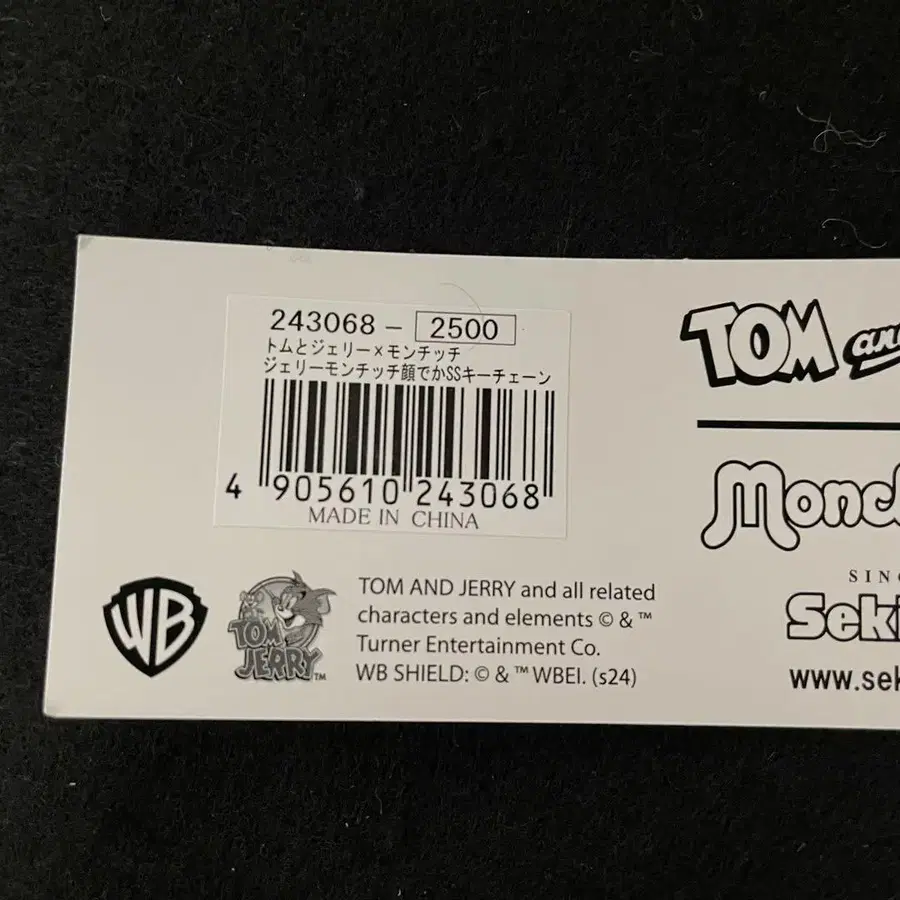 243068- 2500
トムとジェリー×モンチッチ
ジェリーモンチッチ顔でかSSキーチェーン
4 905610 243068
MADE IN CHINA
TOM and
Monc
SINC
Seki
www.sek
WB
TOM
JERRY™
TOM AND JERRY and all related
characters and elements © & ™
Turner Entertainment Co.
WB SHIELD: © & ™ WBEI. (s24)